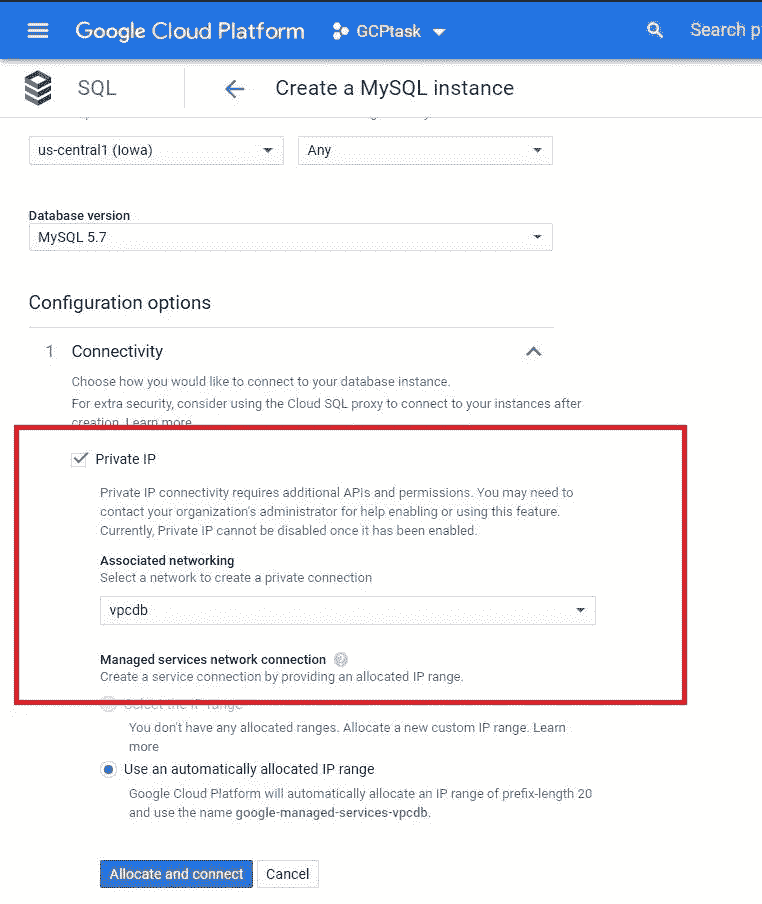 Google Cloud Platform GCPtask Search p
SQL Create a MySQL instance
us-central1 (Iowa) Any
Database version
MySQL 5.7
Configuration options
1 Connectivity
Choose how you would like to connect to your database instance.
For extra security, consider using the Cloud SQL proxy to connect to your instances after
creation. Learn more
Private IP
Private IP connectivity requires additional APIs and permissions. You may need to
contact your organization's administrator for help enabling or using this feature.
Currently, Private IP cannot be disabled once it has been enabled.
Associated networking
Select a network to create a private connection
vpcdb
Managed services network connection
Create a service connection by providing an allocated IP range.
Select the IP range
You don't have any allocated ranges. Allocate a new custom IP range. Learn
more
Use an automatically allocated IP range
Google Cloud Platform will automatically allocate an IP range of prefix-length 20
and use the name google-managed-services-vpcdb.
Allocate and connect Cancel